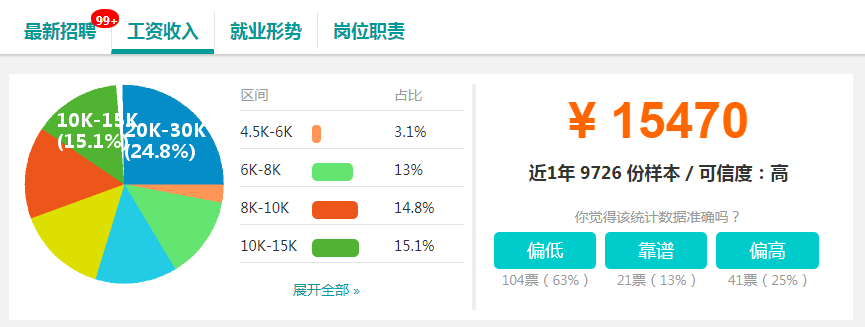 最新招聘 99+ 工资收入 就业形势 岗位职责
10K-15K
(15.1%)
20K-30K
(24.8%)
区间 占比
4.5K-6K 3.1%
6K-8K 13%
8K-10K 14.8%
10K-15K 15.1%
展开全部 »
¥ 15470
近1年 9726 份样本 / 可信度：高
你觉得该统计数据准确吗？
偏低 靠谱 偏高
104票（63%） 21票（13%） 41票（25%）